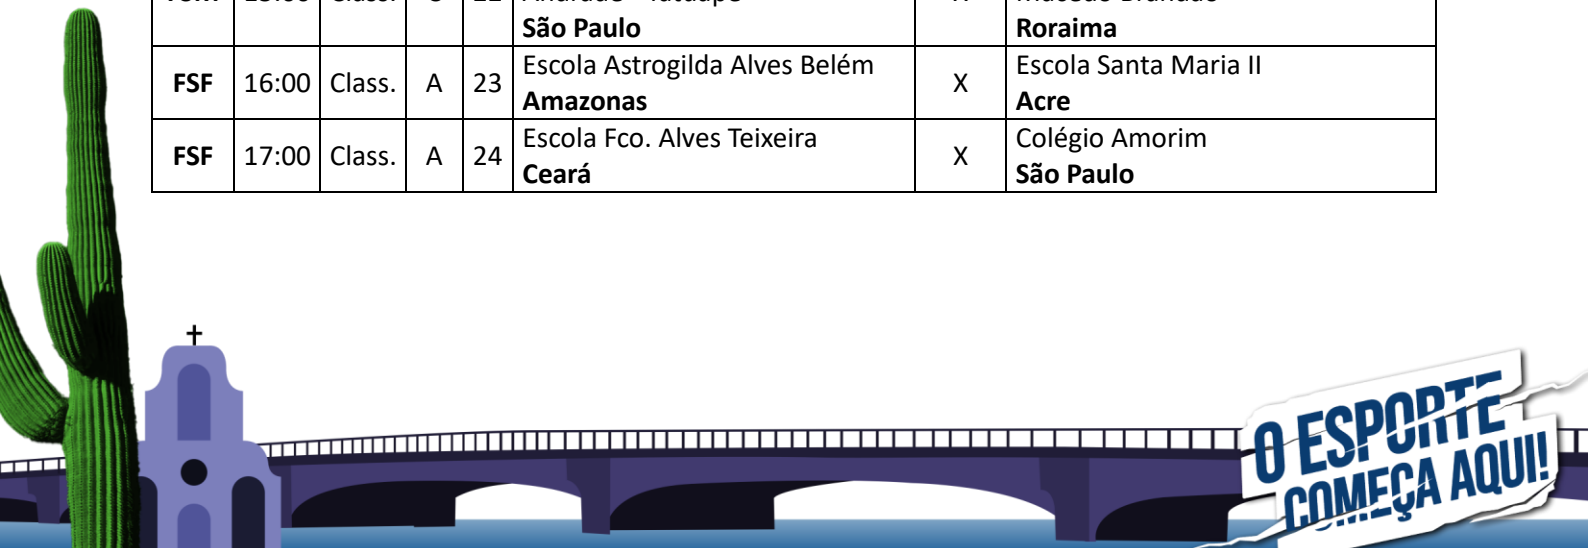 São Paulo Roraima
FSF 16:00 Class. A 23 Escola Astrogilda Alves Belém X Escola Santa Maria II
Amazonas Acre
FSF 17:00 Class. A 24 Escola Fco. Alves Teixeira X Colégio Amorim
Ceará São Paulo
O ESPORTE
COMEÇA AQUI!